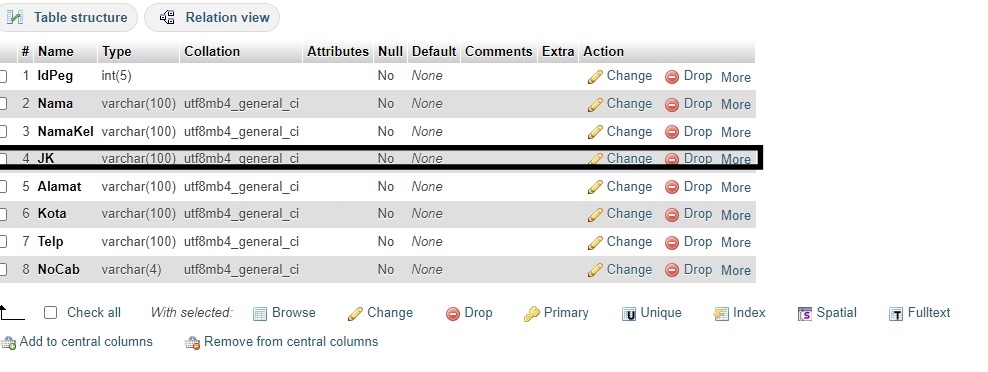 Table structure Relation view
# Name Type Collation Attributes Null Default Comments Extra Action
1 IdPeg int(5) No None Change Drop More
2 Nama varchar(100) utf8mb4_general_ci No None Change Drop More
3 NamaKel varchar(100) utf8mb4_general_ci No None Change Drop More
4 JK varchar(100) utf8mb4_general_ci No None Change Drop More
5 Alamat varchar(100) utf8mb4_general_ci No None Change Drop More
6 Kota varchar(100) utf8mb4_general_ci No None Change Drop More
7 Telp varchar(100) utf8mb4_general_ci No None Change Drop More
8 NoCab varchar(4) utf8mb4_general_ci No None Change Drop More
Check all With selected: Browse Change Drop Primary Unique Index Spatial Fulltext
Add to central columns Remove from central columns